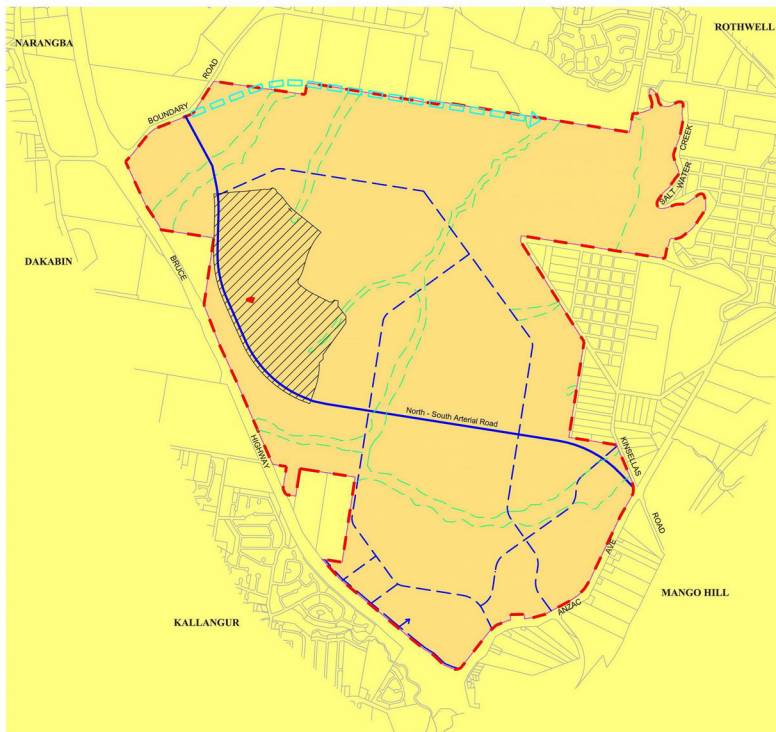 NARANGBA
ROTHWELL
ROAD
BOUNDARY
CREEK
SALT WATER
DAKABIN
BRUCE
North - South Arterial Road
HIGHWAY
KINSELLAS
ROAD
AVE
ANZAC
MANGO HILL
KALLANGUR